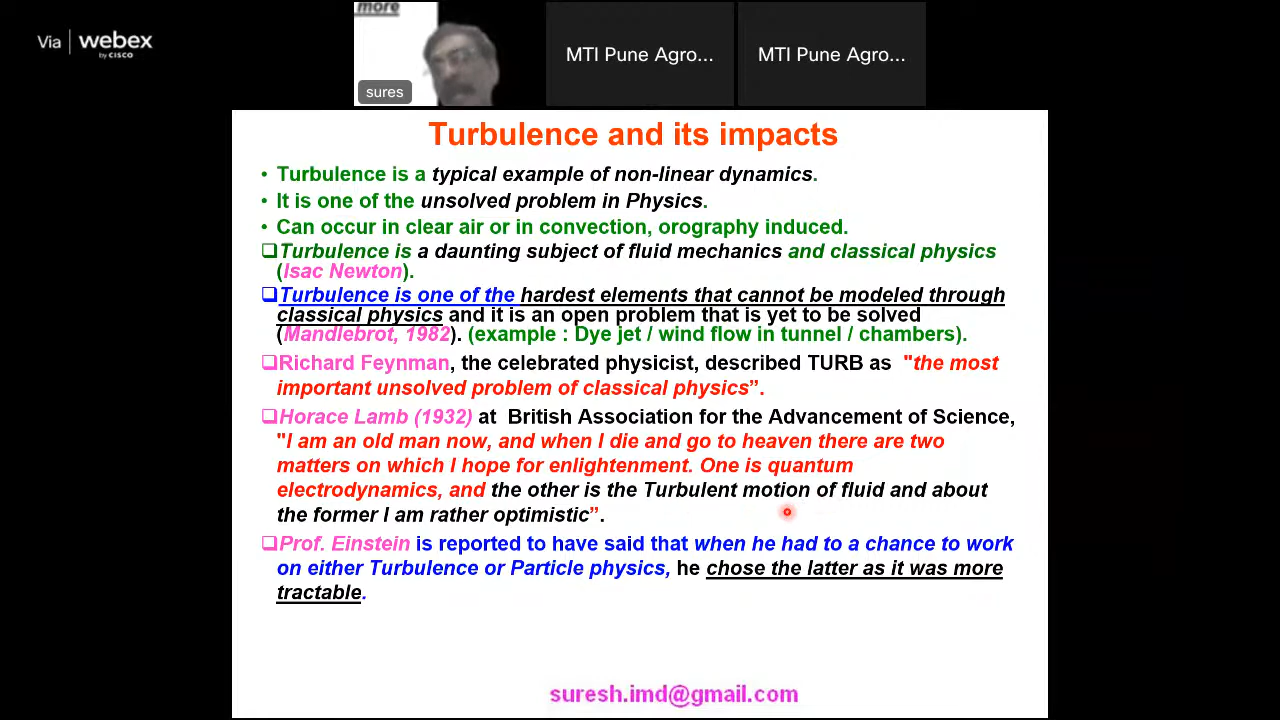 more
Via webex
by CISCO
sures
MTI Pune Agro...
MTI Pune Agro...
Turbulence and its impacts
• Turbulence is a typical example of non-linear dynamics.
• It is one of the unsolved problem in Physics.
• Can occur in clear air or in convection, orography induced.
❑Turbulence is a daunting subject of fluid mechanics and classical physics
(Isac Newton).
❑Turbulence is one of the hardest elements that cannot be modeled through
classical physics and it is an open problem that is yet to be solved
(Mandlebrot, 1982). (example : Dye jet / wind flow in tunnel / chambers).
❑Richard Feynman, the celebrated physicist, described TURB as "the most
important unsolved problem of classical physics”.
❑Horace Lamb (1932) at British Association for the Advancement of Science,
"I am an old man now, and when I die and go to heaven there are two
matters on which I hope for enlightenment. One is quantum
electrodynamics, and the other is the Turbulent motion of fluid and about
the former I am rather optimistic”.
❑Prof. Einstein is reported to have said that when he had to a chance to work
on either Turbulence or Particle physics, he chose the latter as it was more
tractable.
suresh.imd@gmail.com